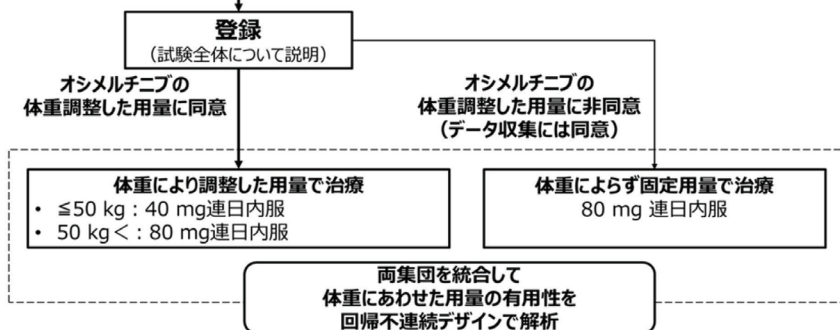 登録
（試験全体について説明）
オシメルチニブの
体重調整した用量に同意
オシメルチニブの
体重調整した用量に非同意
（データ収集には同意）
体重により調整した用量で治療
• ≦50 kg : 40 mg連日内服
• 50 kg＜ : 80 mg連日内服
体重によらず固定用量で治療
80 mg 連日内服
両集団を統合して
体重にあわせた用量の有用性を
回帰不連続デザインで解析